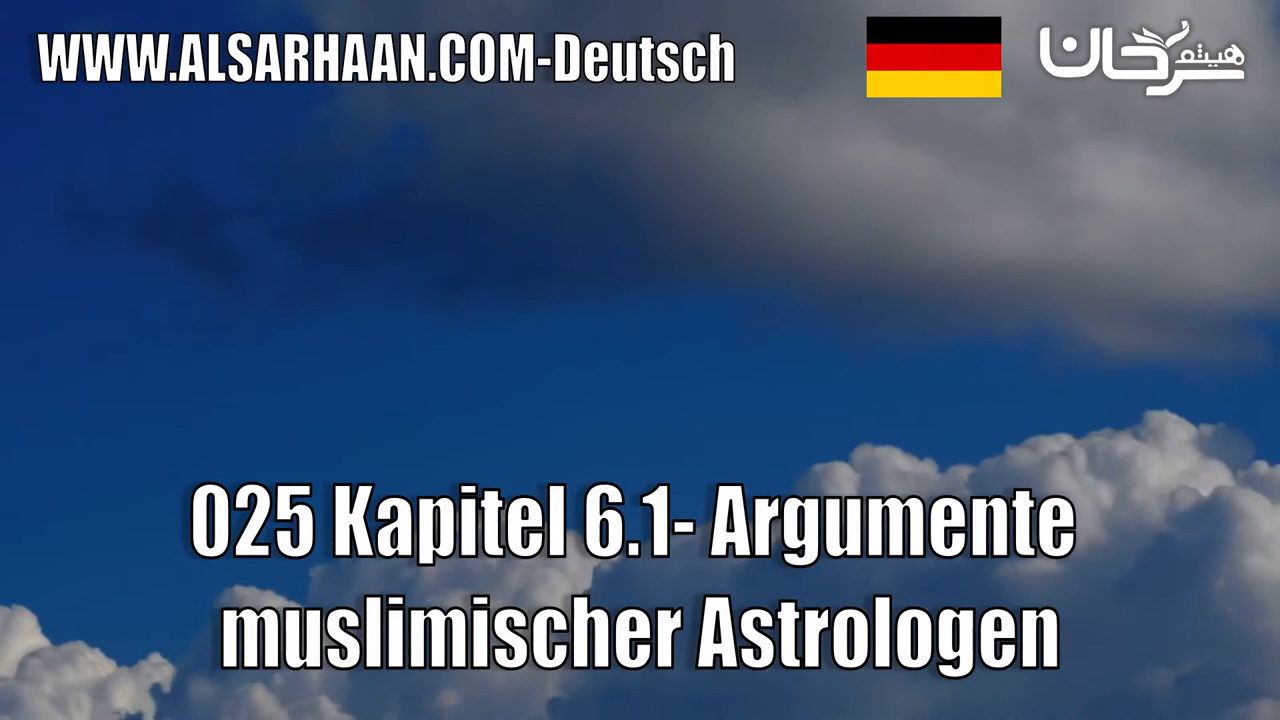 WWW.ALSARHAAN.COM-Deutsch
هيثم سرحان
025 Kapitel 6.1- Argumente
muslimischer Astrologen